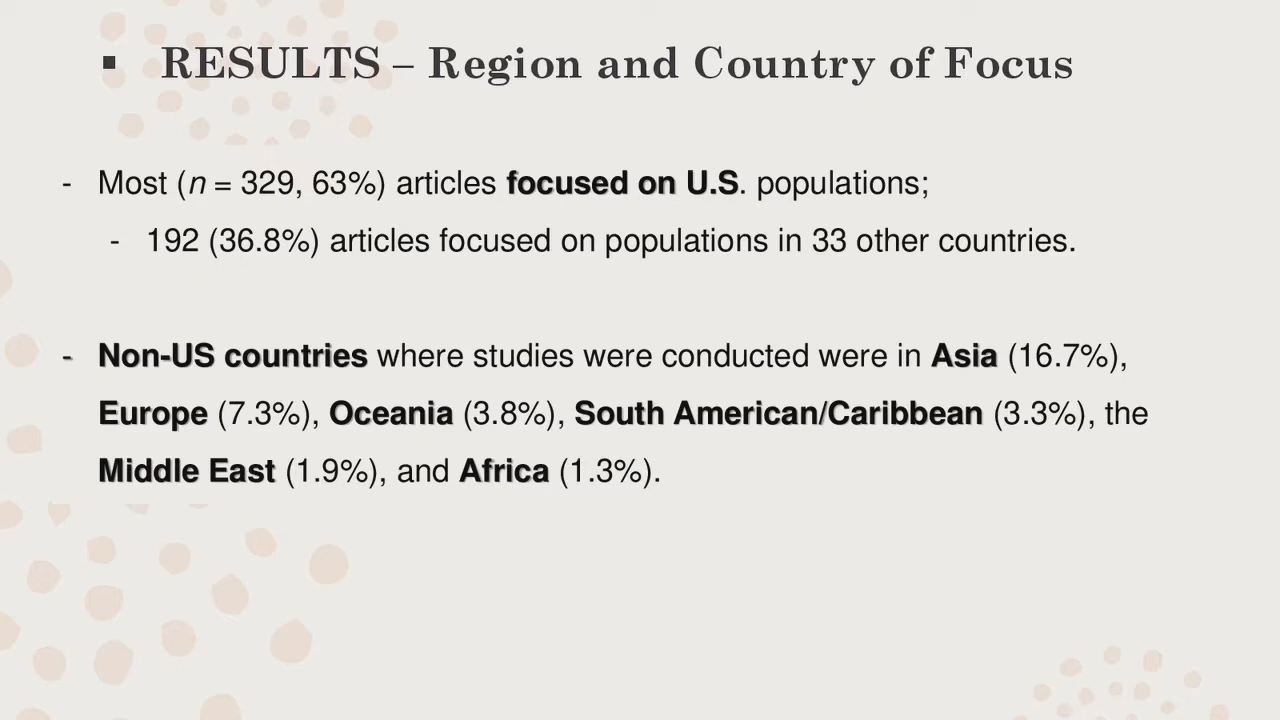 ▪ RESULTS – Region and Country of Focus
- Most (n = 329, 63%) articles focused on U.S. populations;
- 192 (36.8%) articles focused on populations in 33 other countries.
- Non-US countries where studies were conducted were in Asia (16.7%),
Europe (7.3%), Oceania (3.8%), South American/Caribbean (3.3%), the
Middle East (1.9%), and Africa (1.3%).